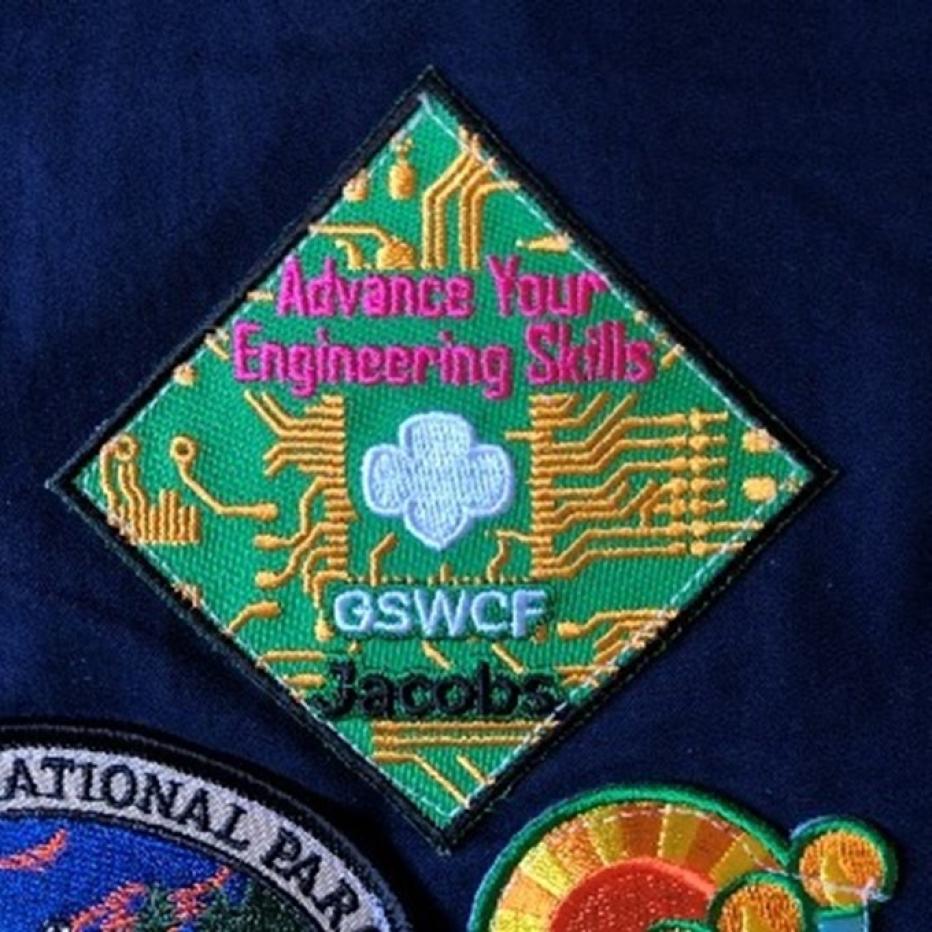 Advance Your
Engineering Skills
GSWCF
Jacobs
ATIONAL PAR